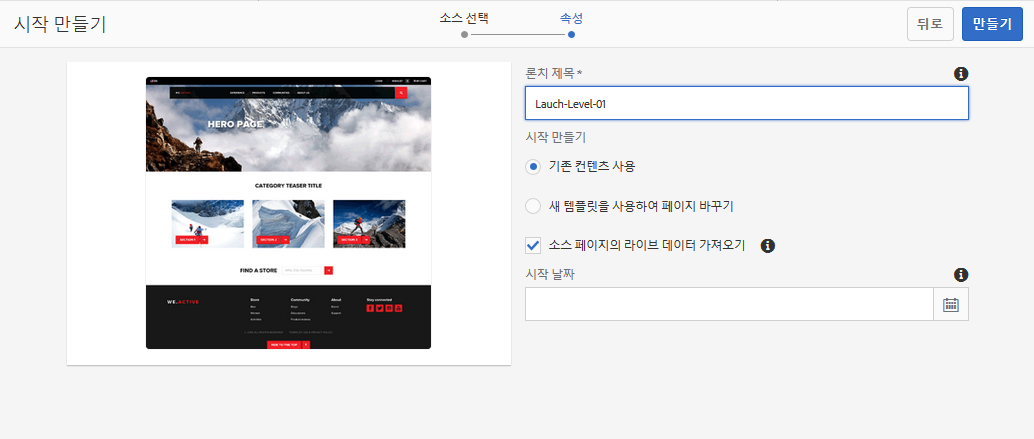 시작 만들기
소스 선택
속성
뒤로
만들기
론치 제목 *
Lauch-Level-01
시작 만들기
기존 컨텐츠 사용
새 템플릿을 사용하여 페이지 바꾸기
소스 페이지의 라이브 데이터 가져오기
시작 날짜
HERO PAGE
CATEGORY TEASER TITLE
SECTION 1
SECTION 2
SECTION 3
FIND A STORE
WE.ACTIVE
Store
Community
About
Stay connected
BACK TO THE TOP